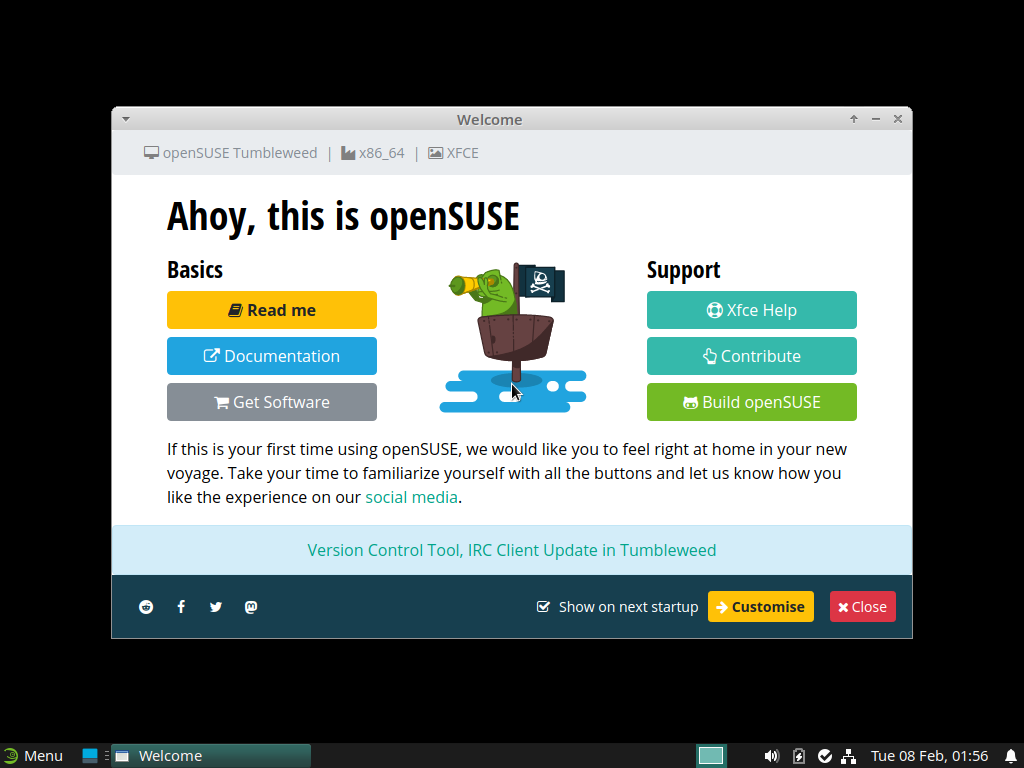 Welcome
openSUSE Tumbleweed | x86_64 | XFCE
Ahoy, this is openSUSE
Basics
Support
Read me
Xfce Help
Documentation
Contribute
Get Software
Build openSUSE
If this is your first time using openSUSE, we would like you to feel right at home in your new
voyage. Take your time to familiarize yourself with all the buttons and let us know how you
like the experience on our social media.
Version Control Tool, IRC Client Update in Tumbleweed
Show on next startup
Customise
Close
Menu
Welcome
Tue 08 Feb, 01:56